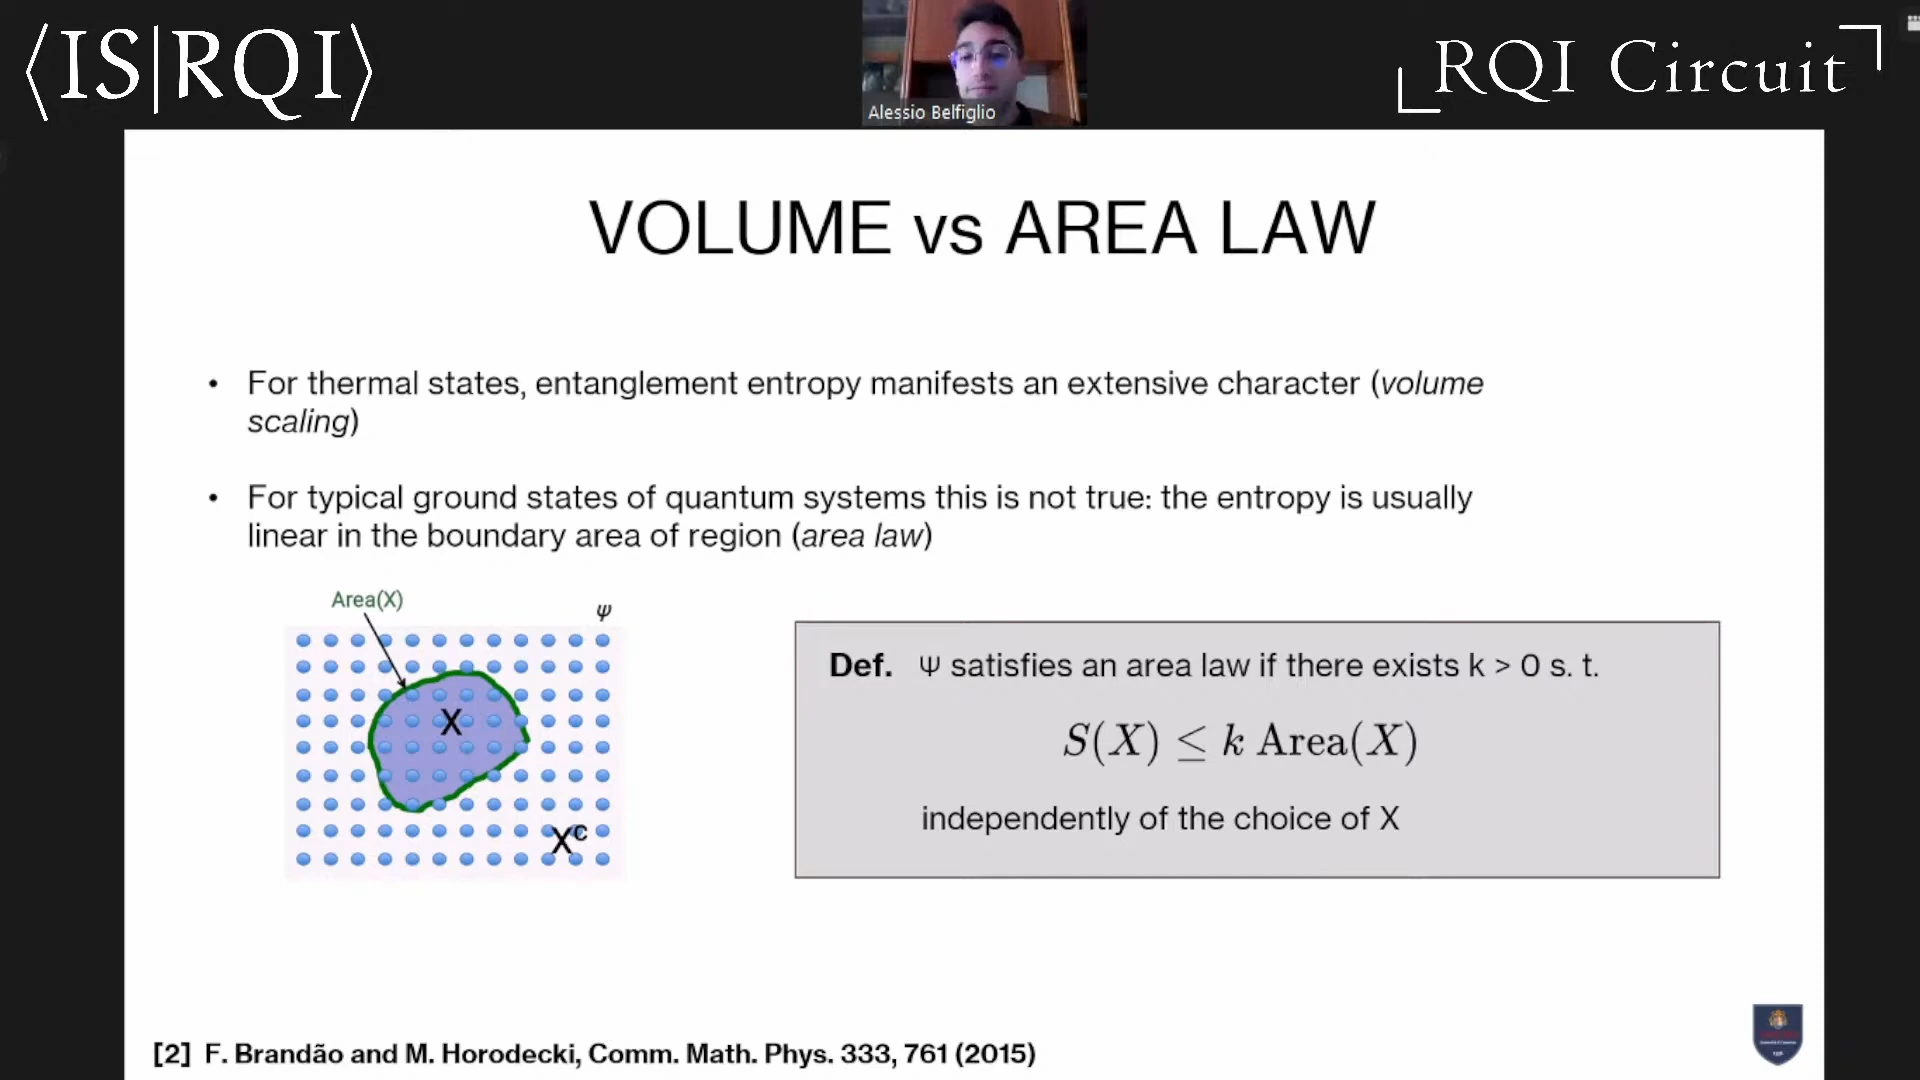 ⟨IS|RQI⟩
Alessio Belfiglio
RQI Circuit
VOLUME vs AREA LAW
• For thermal states, entanglement entropy manifests an extensive character (volume
scaling)
• For typical ground states of quantum systems this is not true: the entropy is usually
linear in the boundary area of region (area law)
Area(X)
ψ
X
X^C
Def. Ψ satisfies an area law if there exists k > 0 s. t.
S(X) ≤ k Area(X)
independently of the choice of X
[2] F. Brandão and M. Horodecki, Comm. Math. Phys. 333, 761 (2015)